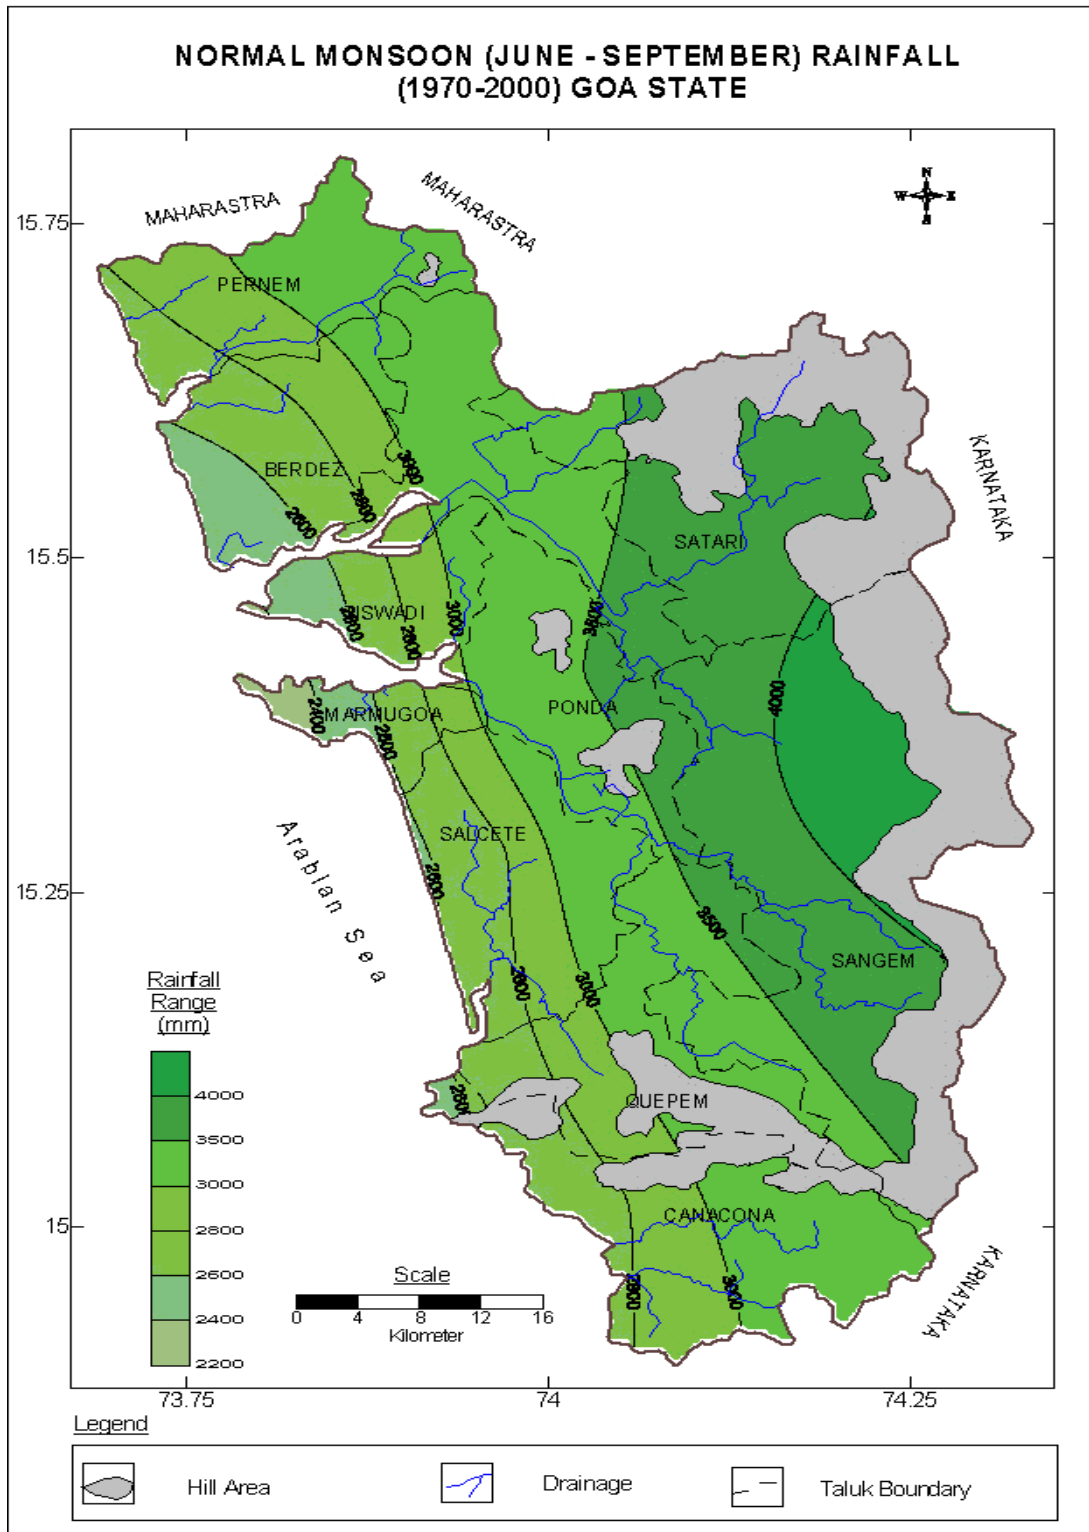 NORMAL MONSOON (JUNE - SEPTEMBER) RAINFALL
(1970-2000) GOA STATE
N
W E
S
MAHARASTRA
MAHARASTRA
15.75
PERNEM
KARNATAKA
BERDEZ
3000
2800
2600
15.5
SATARI
TISWADI
2600
2800
3000
3500
4000
PONDA
MARMUGOA
2400
2600
SALCETE
2600
Arabian Sea
15.25
3500
SANGEM
2800
3000
Rainfall
Range
(mm)
4000
3500
3000
2800
2600
2400
2200
2600
QUEPEM
15
CANACONA
2800
3000
KARNATAKA
Scale
0 4 8 12 16
Kilometer
73.75 74 74.25
Legend
Hill Area
Drainage
Taluk Boundary